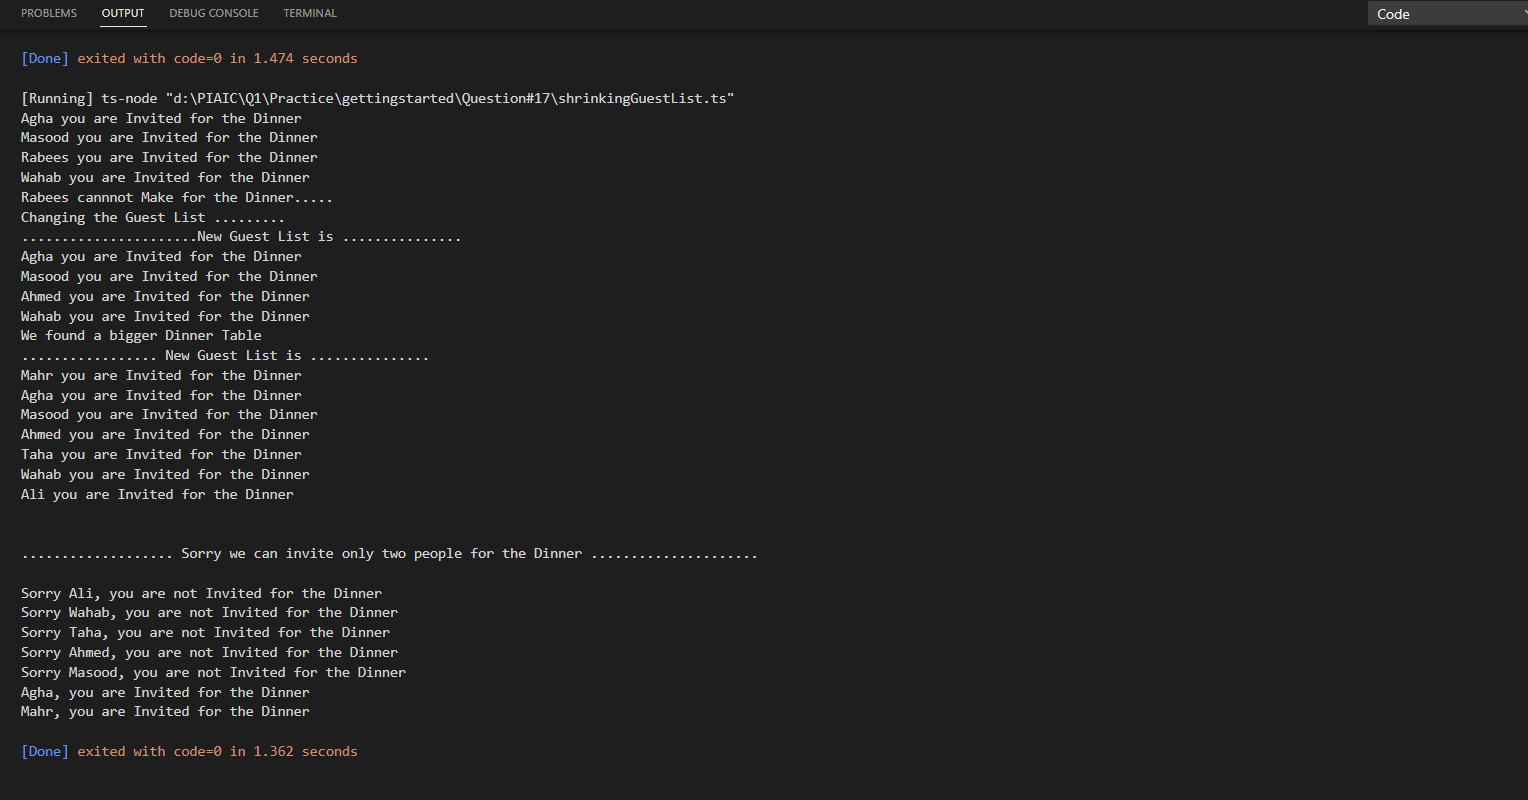 PROBLEMS OUTPUT DEBUG CONSOLE TERMINAL Code
[Done] exited with code=0 in 1.474 seconds
[Running] ts-node "d:\PIAIC\Q1\Practice\gettingstarted\Question#17\shrinkingGuestList.ts"
Agha you are Invited for the Dinner
Masood you are Invited for the Dinner
Rabees you are Invited for the Dinner
Wahab you are Invited for the Dinner
Rabees cannnot Make for the Dinner.....
Changing the Guest List .........
......................New Guest List is ...............
Agha you are Invited for the Dinner
Masood you are Invited for the Dinner
Ahmed you are Invited for the Dinner
Wahab you are Invited for the Dinner
We found a bigger Dinner Table
................. New Guest List is ...............
Mahr you are Invited for the Dinner
Agha you are Invited for the Dinner
Masood you are Invited for the Dinner
Ahmed you are Invited for the Dinner
Taha you are Invited for the Dinner
Wahab you are Invited for the Dinner
Ali you are Invited for the Dinner
................... Sorry we can invite only two people for the Dinner .....................
Sorry Ali, you are not Invited for the Dinner
Sorry Wahab, you are not Invited for the Dinner
Sorry Taha, you are not Invited for the Dinner
Sorry Ahmed, you are not Invited for the Dinner
Sorry Masood, you are not Invited for the Dinner
Agha, you are Invited for the Dinner
Mahr, you are Invited for the Dinner
[Done] exited with code=0 in 1.362 seconds